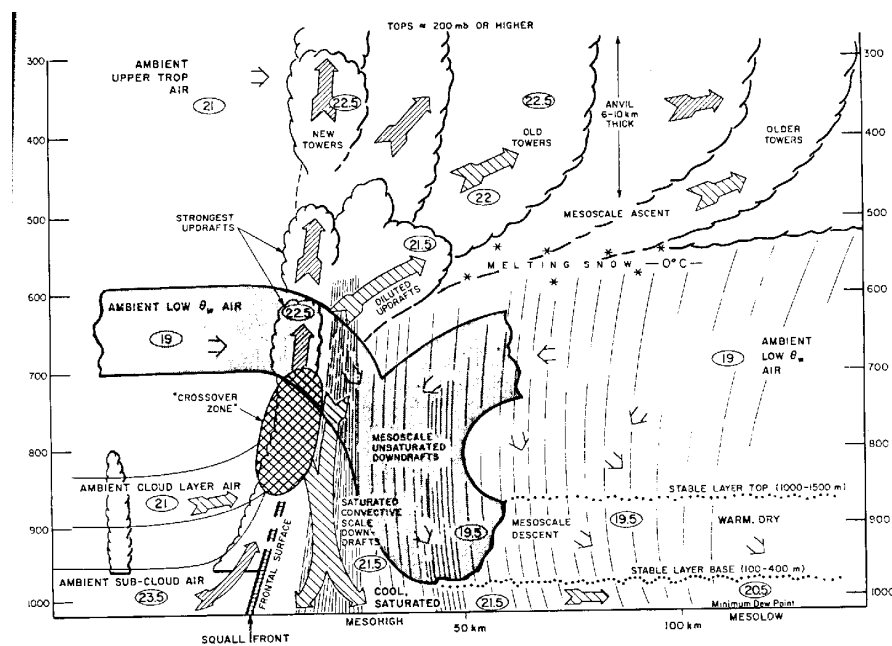 TOPS ≈ 200 mb OR HIGHER
300
400
500
600
700
800
900
1000
300
400
500
600
700
800
900
1000
AMBIENT
UPPER TROP
AIR
21
22.5
NEW
TOWERS
22.5
OLD
TOWERS
22
ANVIL
6-10 km
THICK
OLDER
TOWERS
STRONGEST
UPDRAFTS
21.5
MESOSCALE ASCENT
MELTING SNOW —0°C—
DILUTED
UPDRAFTS
AMBIENT LOW θw AIR
19
22.5
19
AMBIENT
LOW θw
AIR
"CROSSOVER
ZONE"
MESOSCALE
UNSATURATED
DOWNDRAFTS
AMBIENT CLOUD LAYER AIR
21
SATURATED
CONVECTIVE
SCALE
DOWN-
DRAFTS
21.5
19.5
STABLE LAYER TOP (1000-1500 m)
MESOSCALE
DESCENT
19.5
WARM, DRY
FRONTAL SURFACE
AMBIENT SUB-CLOUD AIR
23.5
STABLE LAYER BASE (100-400 m)
COOL,
SATURATED
21.5
20.5
Minimum Dew Point
SQUALL FRONT
MESOHIGH
50 km
100 km
MESOLOW